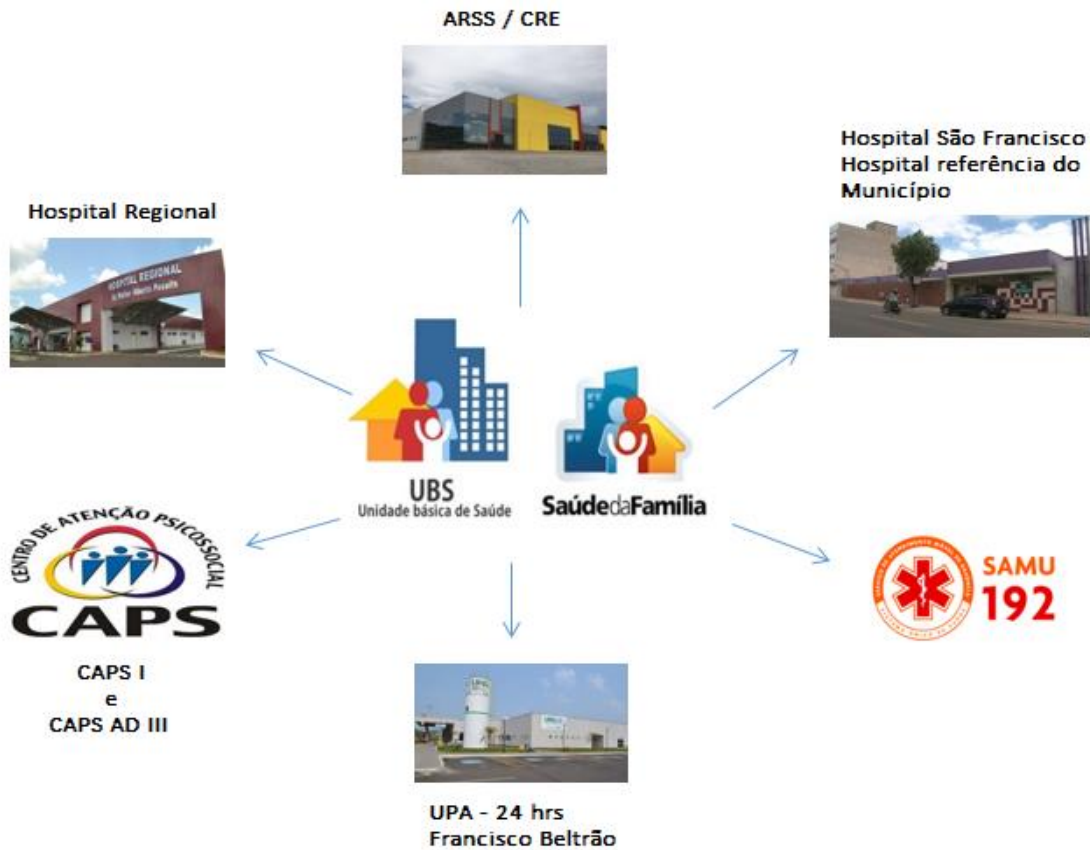 ARSS / CRE
Hospital São Francisco
Hospital referência do
Município
Hospital Regional
HOSPITAL REGIONAL
UBS
Unidade básica de Saúde
SaúdedaFamília
CENTRO DE ATENÇÃO PSICOSSOCIAL
CAPS
CAPS I
e
CAPS AD III
SAMU
192
UPA - 24 hrs
Francisco Beltrão